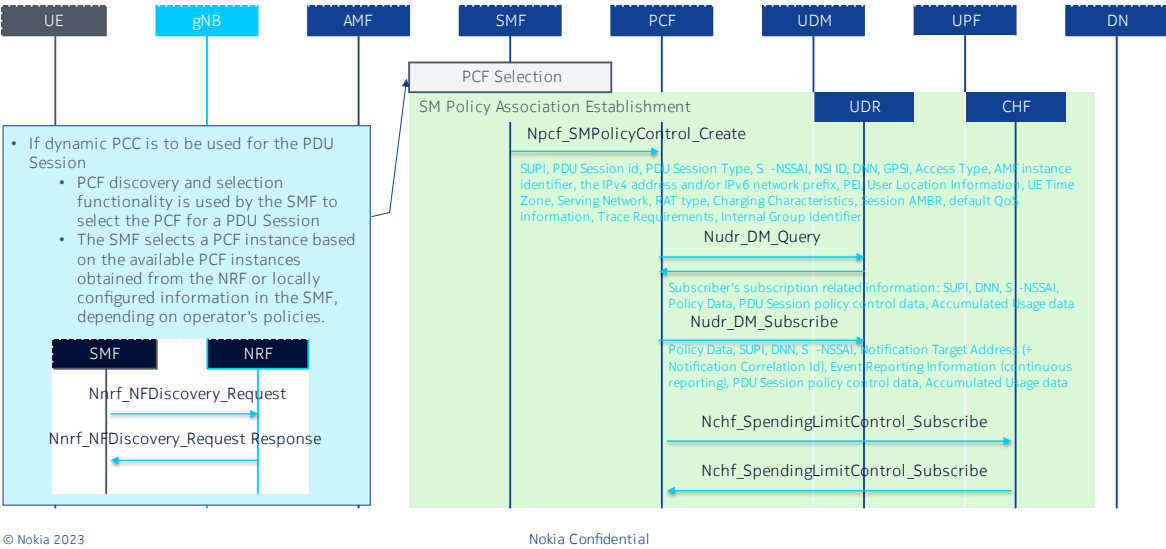 UE gNB AMF SMF PCF UDM UPF DN
PCF Selection
SM Policy Association Establishment UDR CHF
• If dynamic PCC is to be used for the PDU
Session
• PCF discovery and selection
functionality is used by the SMF to
select the PCF for a PDU Session
• The SMF selects a PCF instance based
on the available PCF instances
obtained from the NRF or locally
configured information in the SMF,
depending on operator's policies.
SMF NRF
Nnrf_NFDiscovery_Request
Nnrf_NFDiscovery_Request Response
Npcf_SMPolicyControl_Create
SUPI, PDU Session id, PDU Session Type, S -NSSAI, NSI ID, DNN, GPSI, Access Type, AMF instance
identifier, the IPv4 address and/or IPv6 network prefix, PEI, User Location Information, UE Time
Zone, Serving Network, RAT type, Charging Characteristics, Session AMBR, default QoS
information, Trace Requirements, Internal Group Identifier
Nudr_DM_Query
Subscriber's subscription related information: SUPI, DNN, S -NSSAI,
Policy Data, PDU Session policy control data, Accumulated Usage data
Nudr_DM_Subscribe
Policy Data, SUPI, DNN, S -NSSAI, Notification Target Address (+
Notification Correlation Id), Event Reporting Information (continuous
reporting), PDU Session policy control data, Accumulated Usage data
Nchf_SpendingLimitControl_Subscribe
Nchf_SpendingLimitControl_Subscribe
© Nokia 2023 Nokia Confidential